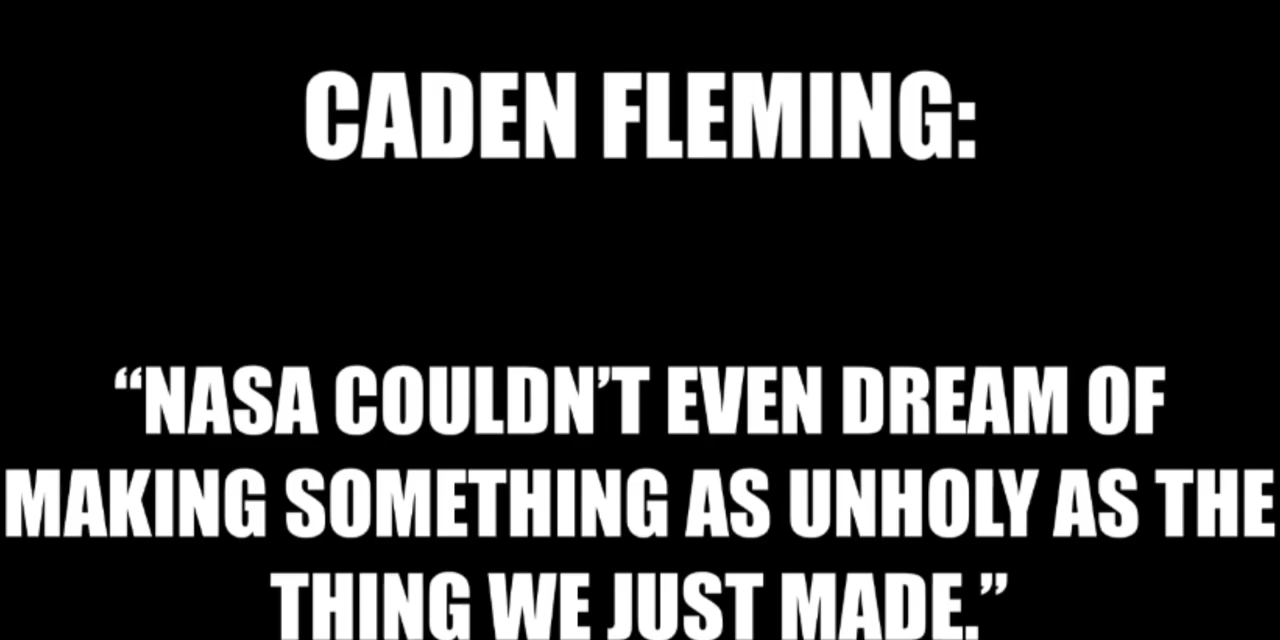 CADEN FLEMING:
“NASA COULDN’T EVEN DREAM OF
MAKING SOMETHING AS UNHOLY AS THE
THING WE JUST MADE.”